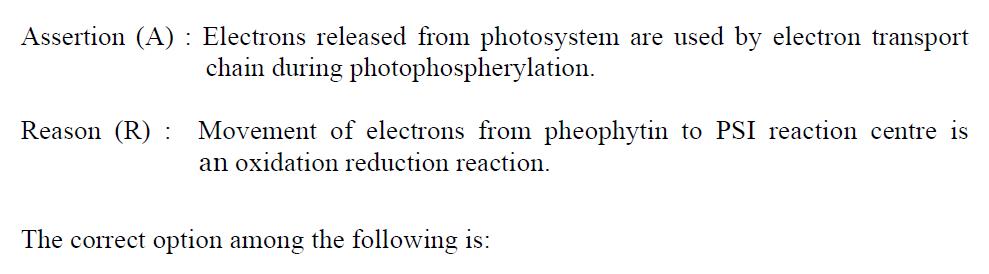 Assertion (A) : Electrons released from photosystem are used by electron transport
chain during photophospherylation.
Reason (R) : Movement of electrons from pheophytin to PSI reaction centre is
an oxidation reduction reaction.
The correct option among the following is: